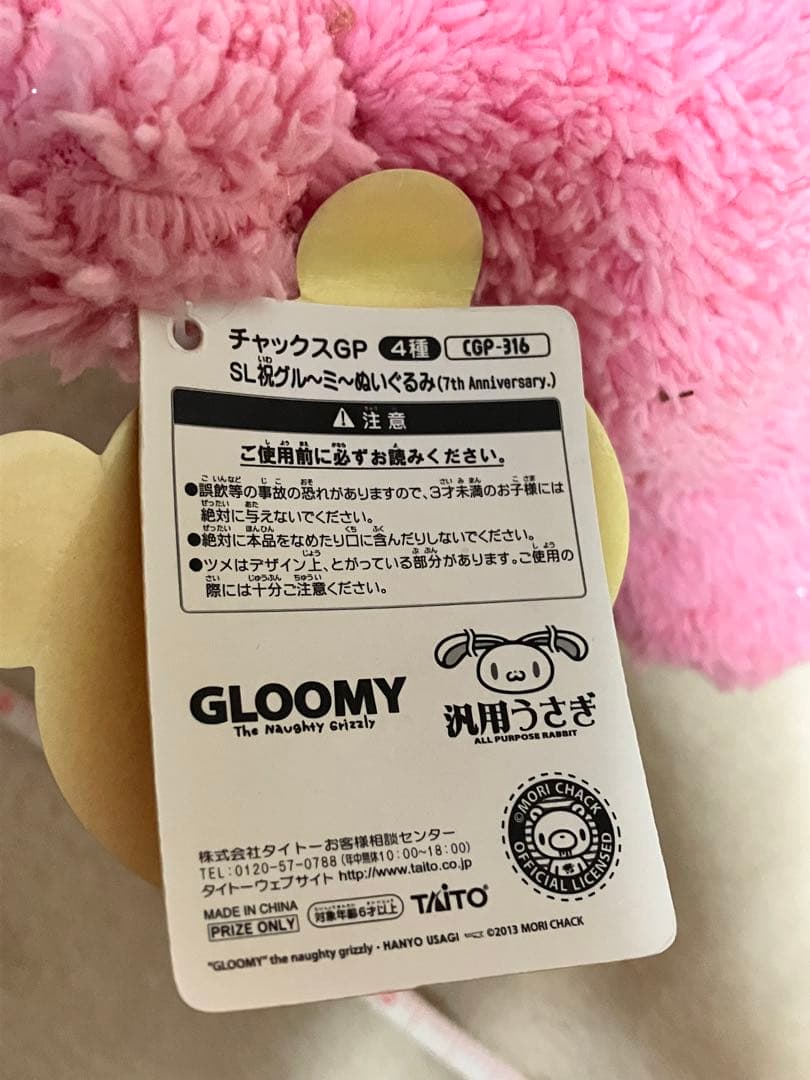 チャックスGP 4種 CGP-316
SL祝グル〜ミ〜ぬいぐるみ(7th Anniversary.)
注意
ご使用前に必ずお読みください。
●誤飲等の事故の恐れがありますので、3才未満のお子様には
絶対に与えないでください。
●絶対に本品をなめたり口に含んだりしないでください。
●ツメはデザイン上、とがっている部分があります。ご使用の
際には十分ご注意ください。
GLOOMY
The Naughty Grizzly
汎用うさぎ
ALL PURPOSE RABBIT
©MORI CHACK
OFFICIAL LICENSED
株式会社タイトーお客様相談センター
TEL:0120-57-0788(年中無休10:00~18:00)
タイトーウェブサイト http://www.taito.co.jp
MADE IN CHINA
PRIZE ONLY
対象年齢6才以上
TAITO®
"GLOOMY" the naughty grizzly・HANYO USAGI ©2013 MORI CHACK